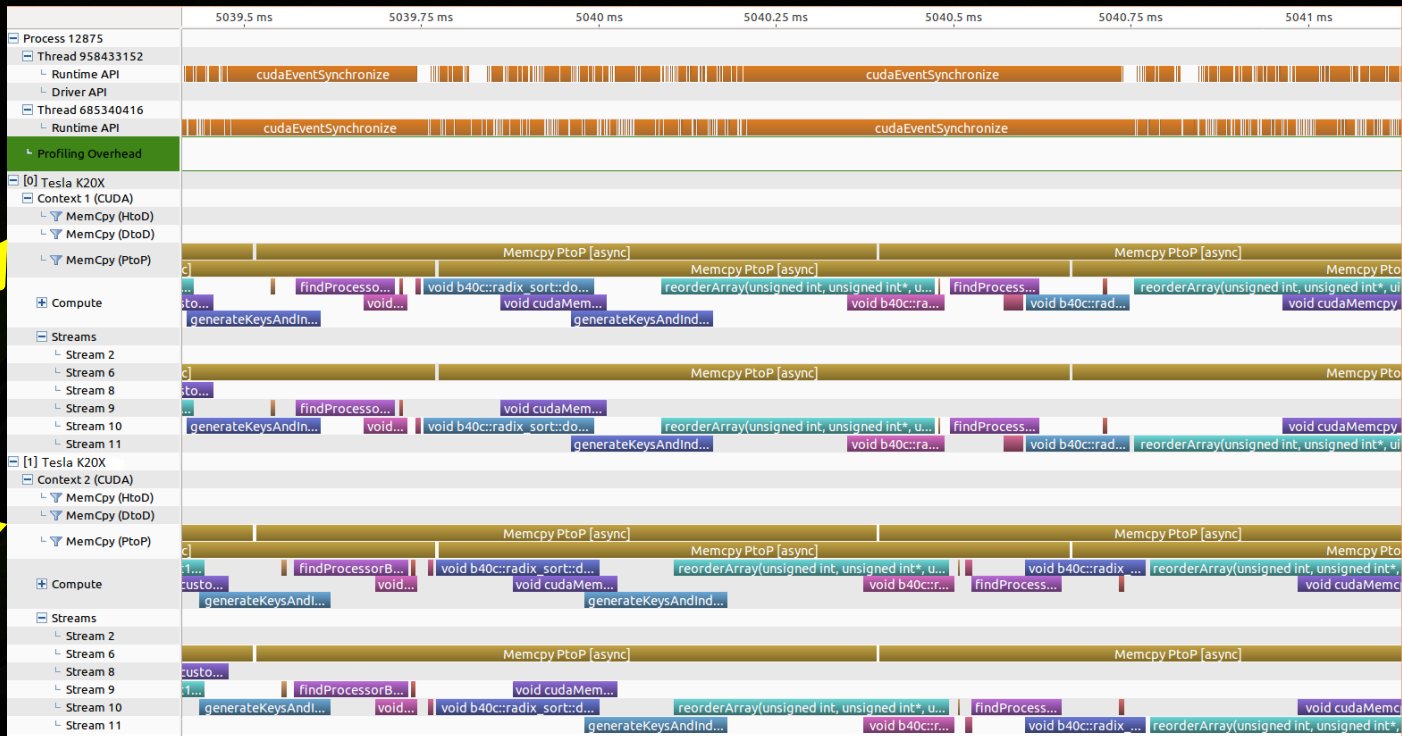 5039.5 ms 5039.75 ms 5040 ms 5040.25 ms 5040.5 ms 5040.75 ms 5041 ms
Process 12875
Thread 958433152
Runtime API cudaEventSynchronize cudaEventSynchronize
Driver API
Thread 685340416
Runtime API cudaEventSynchronize cudaEventSynchronize
Profiling Overhead
[0] Tesla K20X
Context 1 (CUDA)
MemCpy (HtoD)
MemCpy (DtoD)
Memcpy PtoP [async] Memcpy PtoP [async]
MemCpy (PtoP)
c] Memcpy PtoP [async] Memcpy Pto
... findProcesso... void b40c::radix_sort::do... reorderArray(unsigned int, unsigned int*, u... findProcess... reorderArray(unsigned int, unsigned int*, ui
Compute sto... void... void cudaMem... void b40c::ra... void b40c::rad... void cudaMemcpy
generateKeysAndIn... generateKeysAndInd...
Streams
Stream 2
Stream 6 c] Memcpy PtoP [async] Memcpy Pto
Stream 8 sto...
Stream 9 ... findProcesso... void cudaMem...
Stream 10 generateKeysAndIn... void... void b40c::radix_sort::do... reorderArray(unsigned int, unsigned int*, u... findProcess... void cudaMemcpy
Stream 11 generateKeysAndInd... void b40c::ra... void b40c::rad... reorderArray(unsigned int, unsigned int*, ui
[1] Tesla K20X
Context 2 (CUDA)
MemCpy (HtoD)
MemCpy (DtoD)
Memcpy PtoP [async] Memcpy PtoP [async]
MemCpy (PtoP)
c] Memcpy PtoP [async] Memcpy Pto
:1... findProcessorB... void b40c::radix_sort::d... reorderArray(unsigned int, unsigned int*, u... void b40c::radix_... reorderArray(unsigned int, unsigned int*,
Compute custo... void... void cudaMem... void b40c::r... findProcess... void cudaMemc
generateKeysAndI... generateKeysAndInd...
Streams
Stream 2
Stream 6 Memcpy PtoP [async] Memcpy PtoP [async]
Stream 8 custo...
Stream 9 :1... findProcessorB... void cudaMem...
Stream 10 generateKeysAndI... void... void b40c::radix_sort::d... reorderArray(unsigned int, unsigned int*, u... findProcess... void cudaMemc
Stream 11 generateKeysAndInd... void b40c::r... void b40c::radix_... reorderArray(unsigned int, unsigned int*,